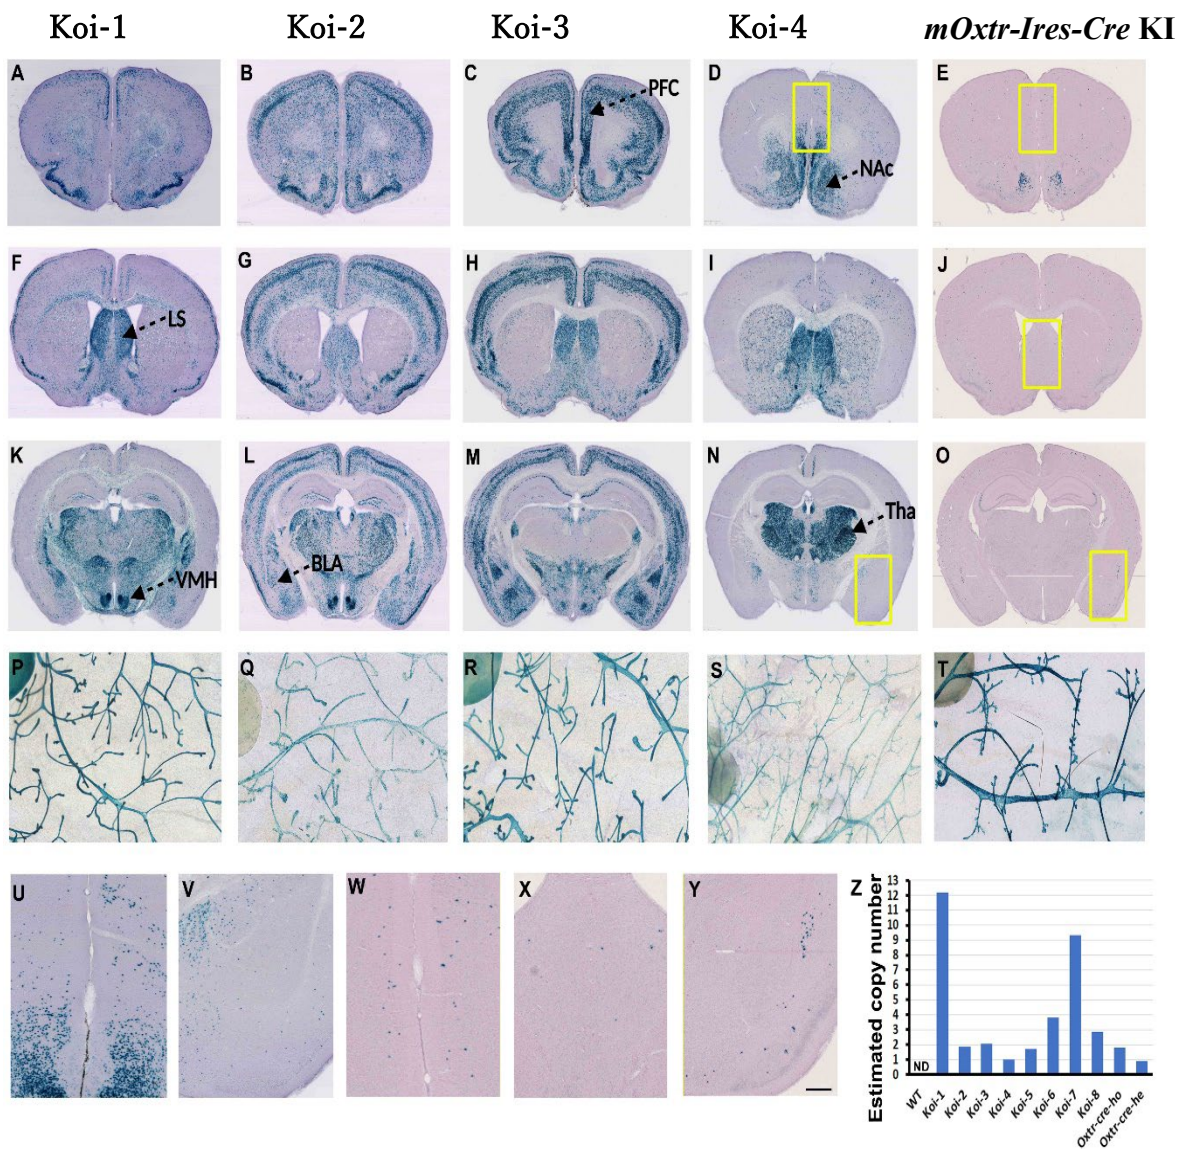 Koi-1 Koi-2 Koi-3 Koi-4 mOxtr-Ires-Cre KI
A B C D E
PFC
NAc
F G H I J
LS
K L M N O
Tha
BLA
VMH
P Q R S T
U V W X Y Z
Estimated copy number
13
12
11
10
9
8
7
6
5
4
3
2
1
0
ND
WT Koi-1 Koi-2 Koi-3 Koi-4 Koi-5 Koi-6 Koi-7 Koi-8 Oxtr-cre-ho Oxtr-cre-he